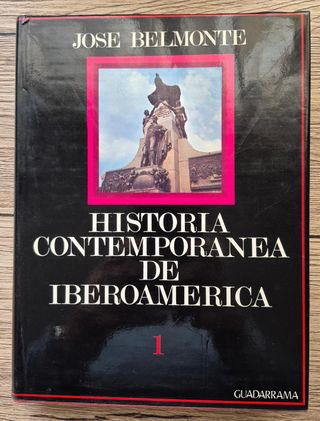 JOSE BELMONTE
HISTORIA
CONTEMPORANEA
DE
IBEROAMERICA
1
GUADARRAMA